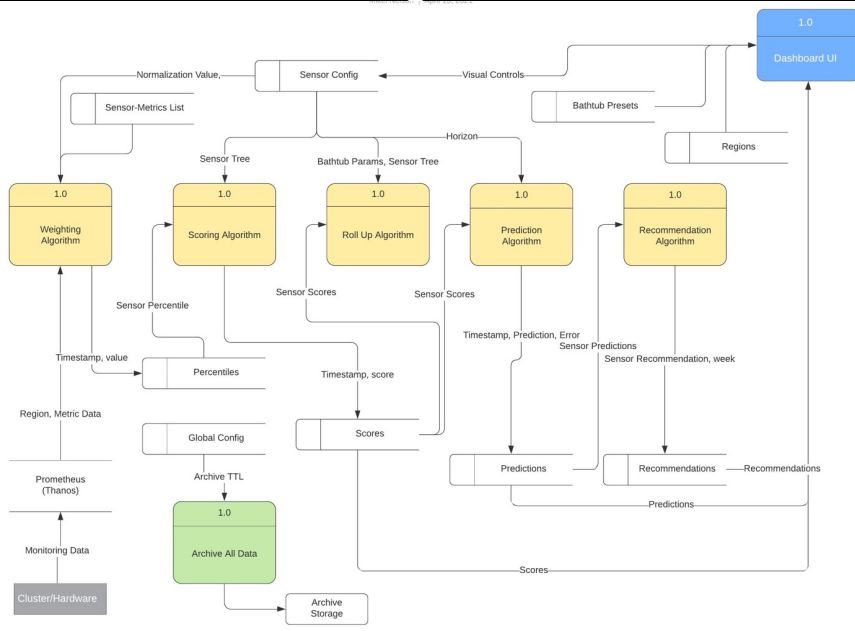 1.0
Dashboard UI
Normalization Value,
Sensor Config
Visual Controls
Sensor-Metrics List
Bathtub Presets
Horizon
Regions
Sensor Tree
Bathtub Params, Sensor Tree
1.0
Weighting
Algorithm
1.0
Scoring Algorithm
1.0
Roll Up Algorithm
1.0
Prediction
Algorithm
1.0
Recommendation
Algorithm
Sensor Percentile
Sensor Scores
Sensor Scores
Timestamp, Prediction, Error
Sensor Predictions
Timestamp, value
Sensor Recommendation, week
Percentiles
Timestamp, score
Region, Metric Data
Global Config
Scores
Prometheus
(Thanos)
Archive TTL
Predictions
Recommendations
Recommendations
Predictions
1.0
Archive All Data
Monitoring Data
Scores
Cluster/Hardware
Archive
Storage